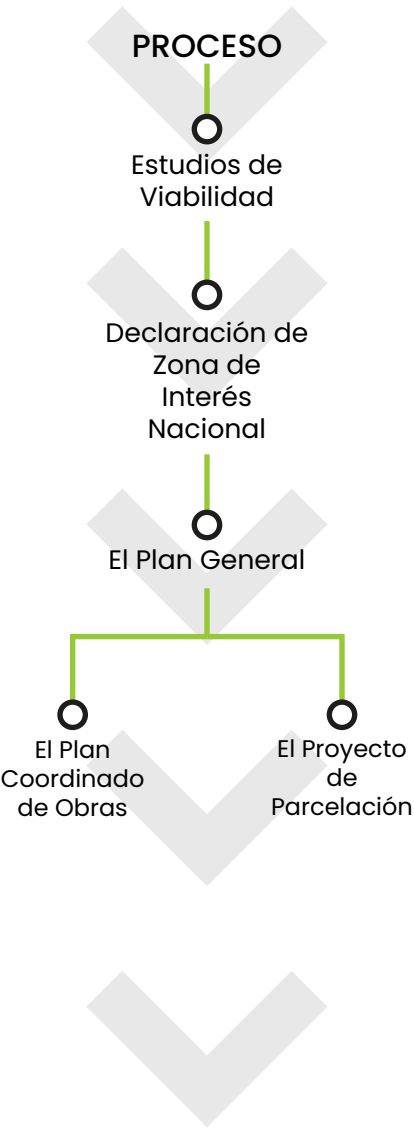 PROCESO
Estudios de
Viabilidad
Declaración de
Zona de
Interés
Nacional
El Plan General
El Plan
Coordinado
de Obras
El Proyecto
de
Parcelación